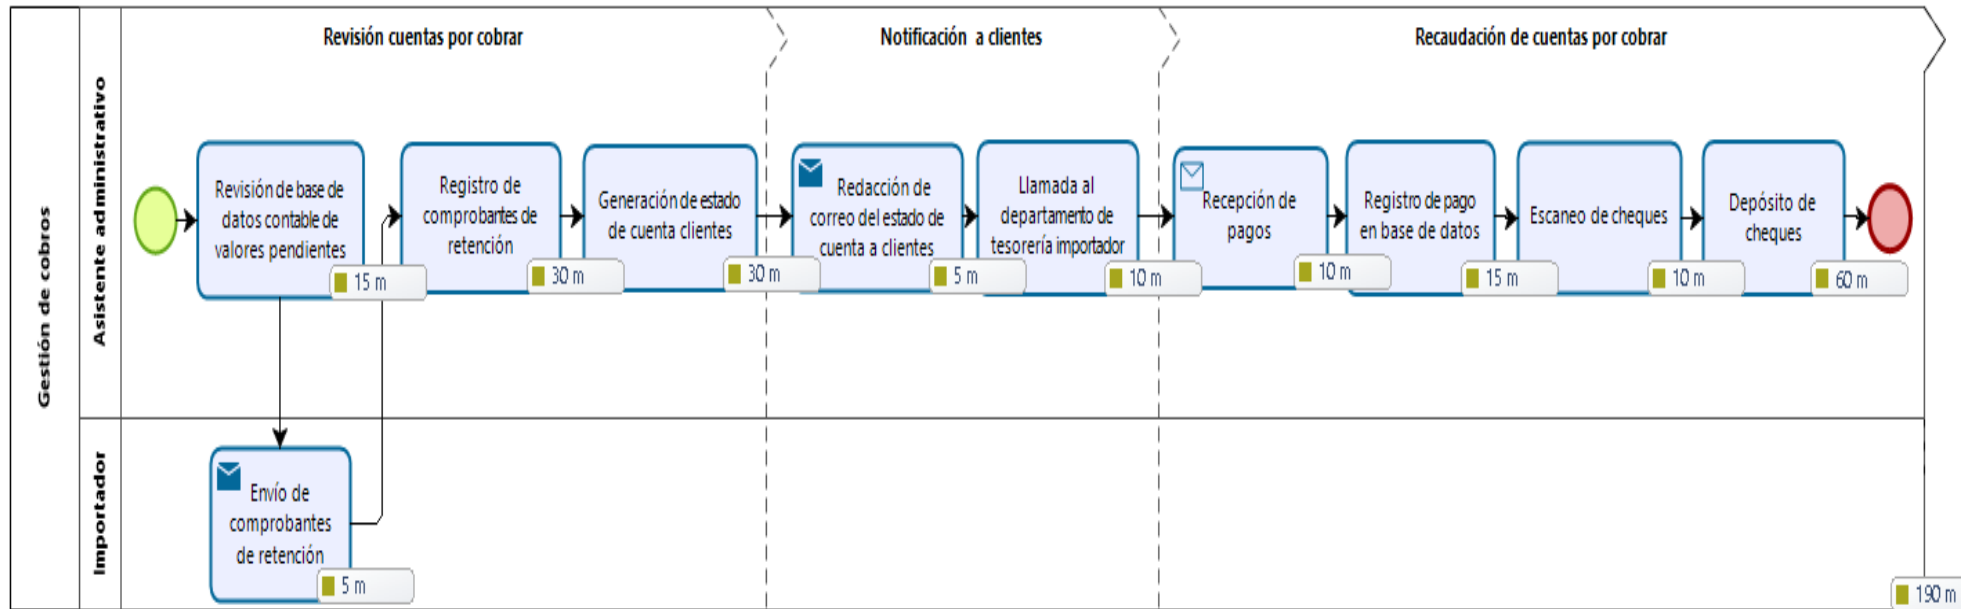 Gestión de cobros
Asistente administrativo
Importador
Revisión cuentas por cobrar
Notificación a clientes
Recaudación de cuentas por cobrar
Revisión de base de
datos contable de
valores pendientes
15 m
Registro de
comprobantes de
retención
30 m
Generación de estado
de cuenta clientes
30 m
Redacción de
correo del estado de
cuenta a clientes
5 m
Llamada al
departamento de
tesorería importador
10 m
Recepción de
pagos
10 m
Registro de pago
en base de datos
15 m
Escaneo de cheques
10 m
Depósito de
cheques
60 m
Envío de
comprobantes
de retención
5 m
190 m